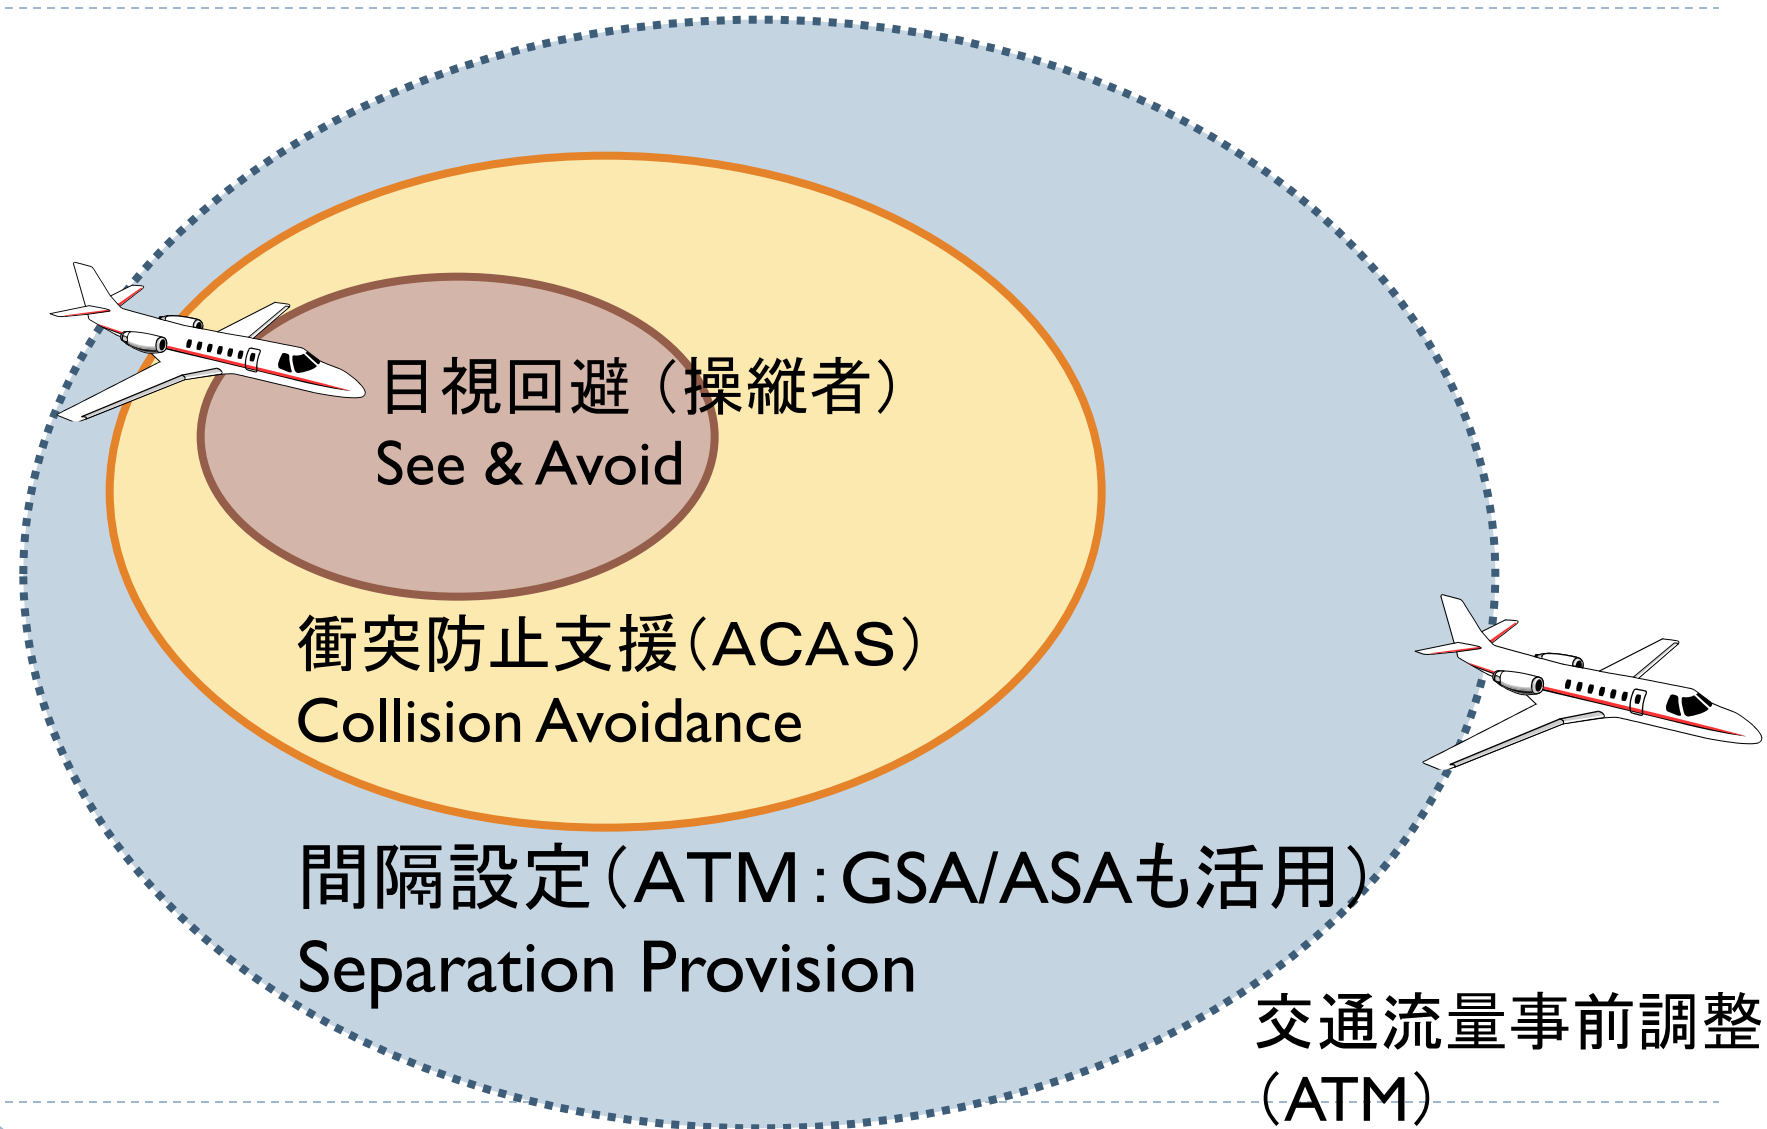 目視回避（操縦者）
See & Avoid
衝突防止支援（ACAS）
Collision Avoidance
間隔設定（ATM：GSA/ASAも活用）
Separation Provision
交通流量事前調整
（ATM）